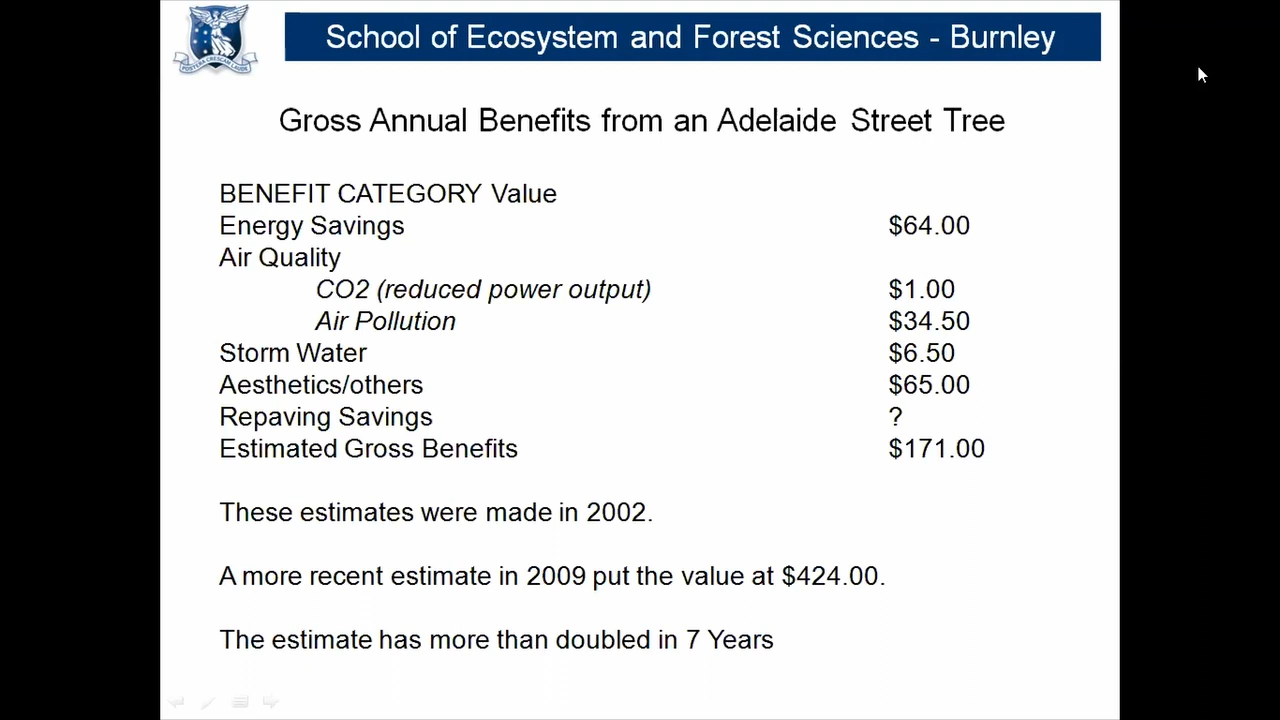 School of Ecosystem and Forest Sciences - Burnley
POSTERA CRESCAM LAUDE
Gross Annual Benefits from an Adelaide Street Tree
BENEFIT CATEGORY Value
Energy Savings $64.00
Air Quality
CO2 (reduced power output) $1.00
Air Pollution $34.50
Storm Water $6.50
Aesthetics/others $65.00
Repaving Savings ?
Estimated Gross Benefits $171.00
These estimates were made in 2002.
A more recent estimate in 2009 put the value at $424.00.
The estimate has more than doubled in 7 Years